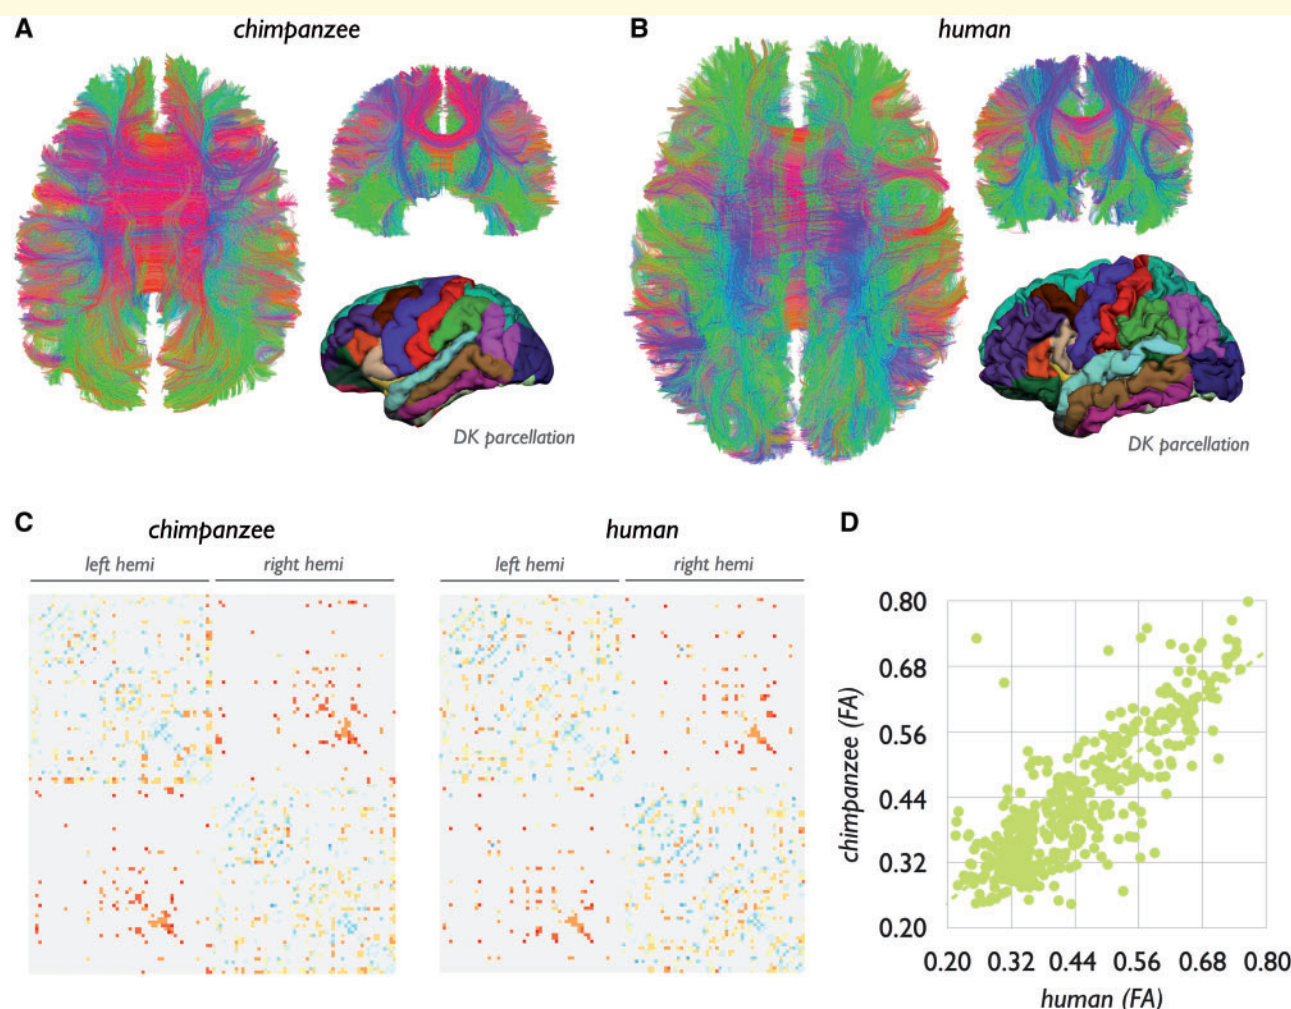 A
chimpanzee
B
human
DK parcellation
DK parcellation
C
chimpanzee
human
D
left hemi
right hemi
left hemi
right hemi
0.80
0.68
0.56
0.44
0.32
0.20
chimpanzee (FA)
0.20 0.32 0.44 0.56 0.68 0.80
human (FA)